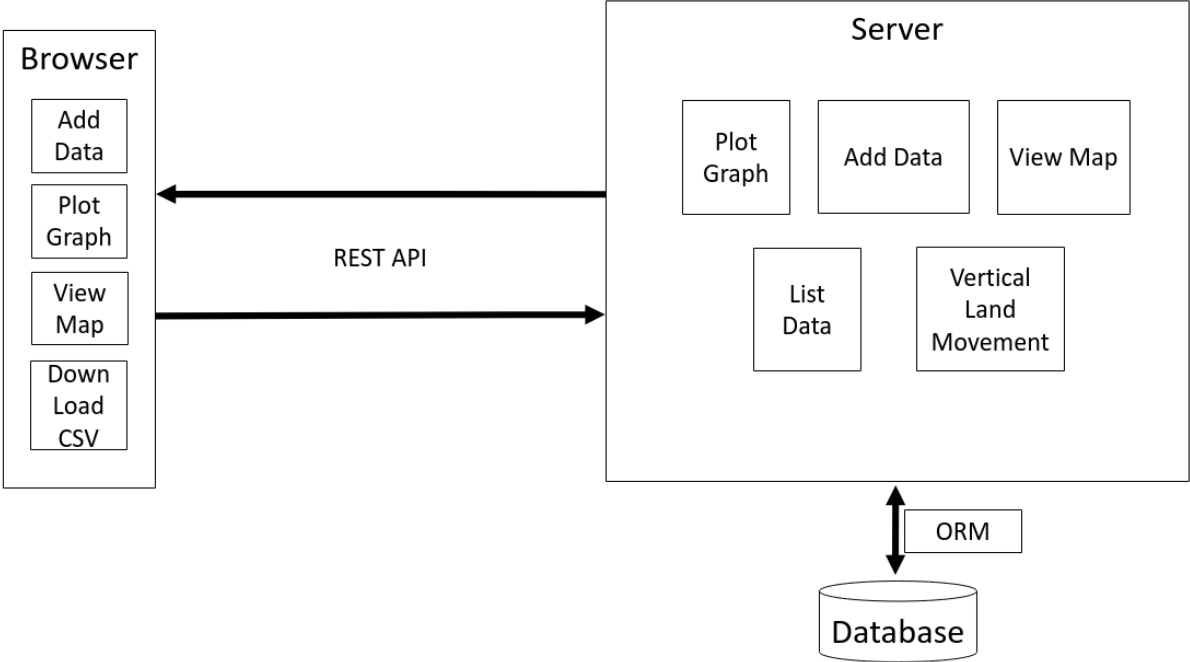 Browser
Add
Data
Plot
Graph
View
Map
Down
Load
CSV
REST API
Server
Plot
Graph
Add Data
View Map
List
Data
Vertical
Land
Movement
ORM
Database